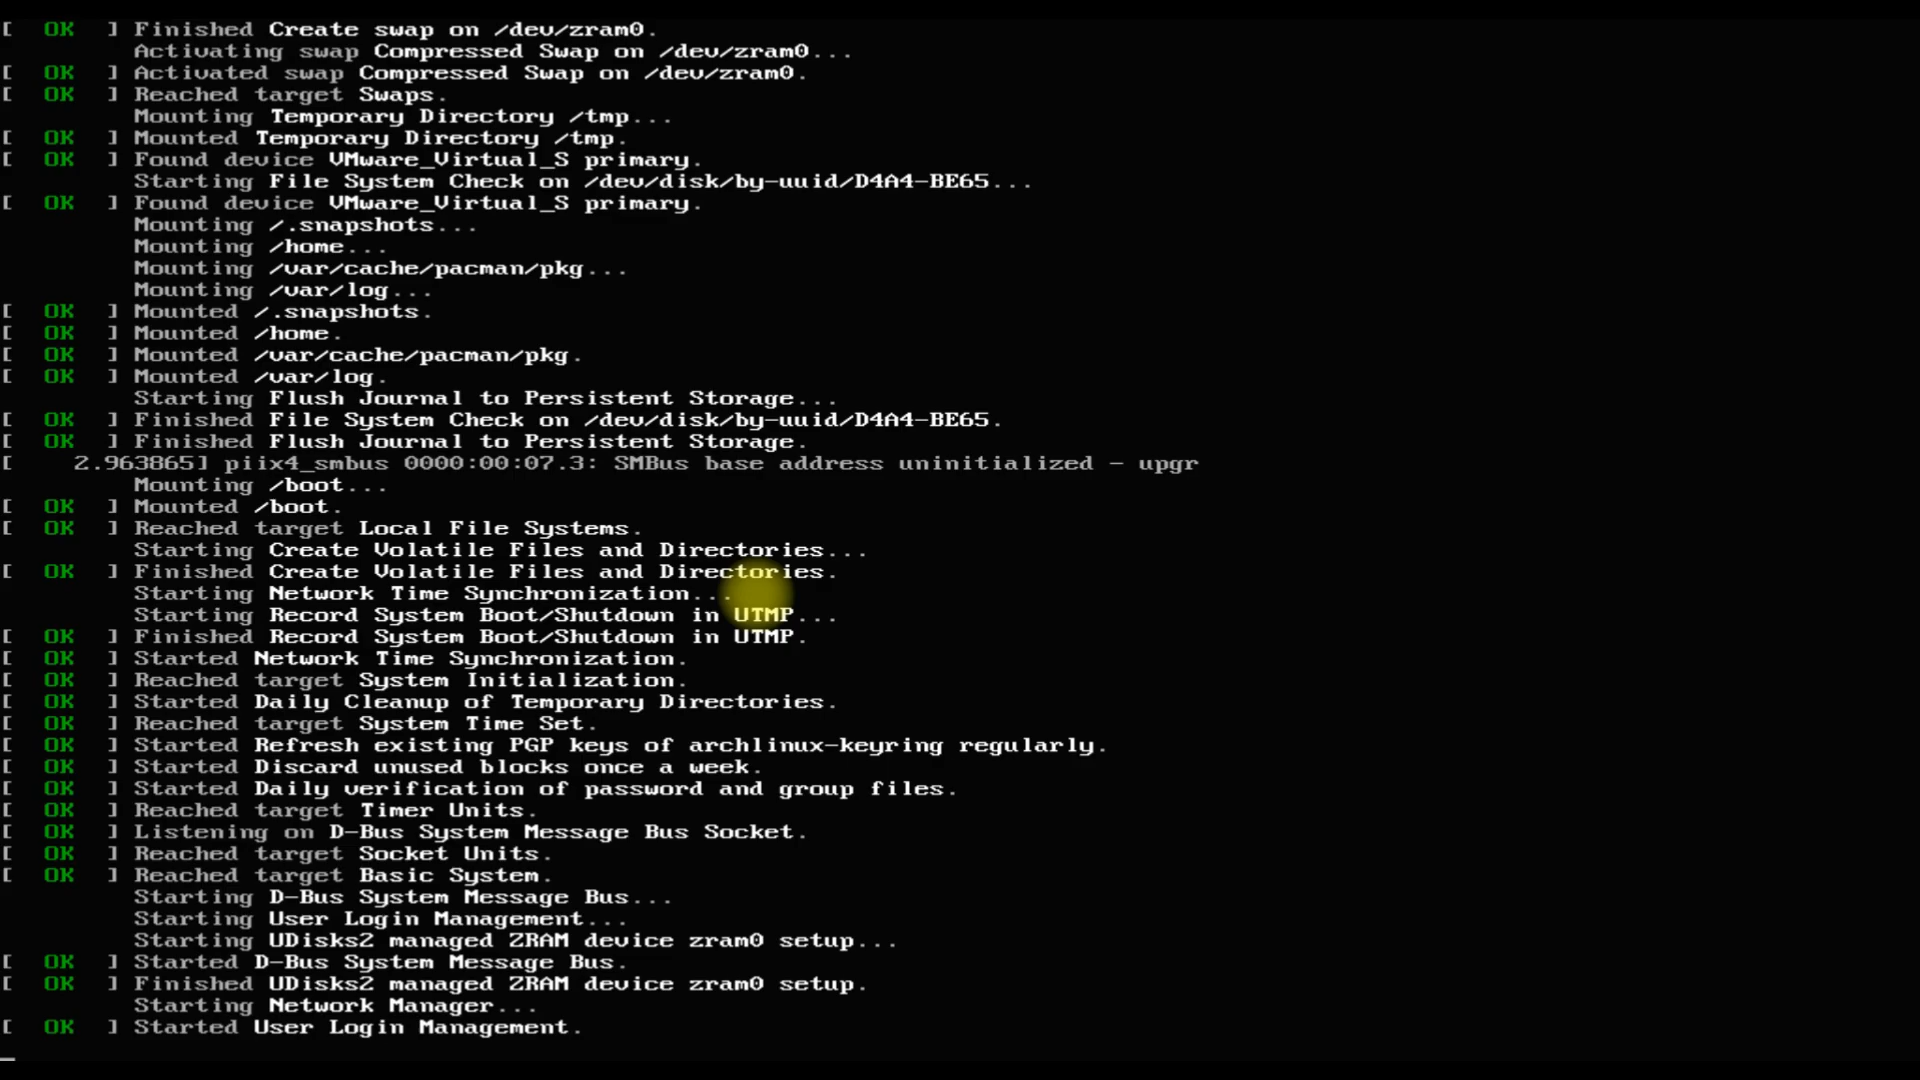 [  OK  ] Finished Create swap on /dev/zram0.
Activating swap Compressed Swap on /dev/zram0...
[  OK  ] Activated swap Compressed Swap on /dev/zram0.
[  OK  ] Reached target Swaps.
Mounting Temporary Directory /tmp...
[  OK  ] Mounted Temporary Directory /tmp.
[  OK  ] Found device VMware_Virtual_S primary.
Starting File System Check on /dev/disk/by-uuid/D4A4-BE65...
[  OK  ] Found device VMware_Virtual_S primary.
Mounting /.snapshots...
Mounting /home...
Mounting /var/cache/pacman/pkg...
Mounting /var/log...
[  OK  ] Mounted /.snapshots.
[  OK  ] Mounted /home.
[  OK  ] Mounted /var/cache/pacman/pkg.
[  OK  ] Mounted /var/log.
Starting Flush Journal to Persistent Storage...
[  OK  ] Finished File System Check on /dev/disk/by-uuid/D4A4-BE65.
[  OK  ] Finished Flush Journal to Persistent Storage.
[    2.963865] piix4_smbus 0000:00:07.3: SMBus base address uninitialized - upgr
Mounting /boot...
[  OK  ] Mounted /boot.
[  OK  ] Reached target Local File Systems.
Starting Create Volatile Files and Directories...
[  OK  ] Finished Create Volatile Files and Directories.
Starting Network Time Synchronization...
Starting Record System Boot/Shutdown in UTMP...
[  OK  ] Finished Record System Boot/Shutdown in UTMP.
[  OK  ] Started Network Time Synchronization.
[  OK  ] Reached target System Initialization.
[  OK  ] Started Daily Cleanup of Temporary Directories.
[  OK  ] Reached target System Time Set.
[  OK  ] Started Refresh existing PGP keys of archlinux-keyring regularly.
[  OK  ] Started Discard unused blocks once a week.
[  OK  ] Started Daily verification of password and group files.
[  OK  ] Reached target Timer Units.
[  OK  ] Listening on D-Bus System Message Bus Socket.
[  OK  ] Reached target Socket Units.
[  OK  ] Reached target Basic System.
Starting D-Bus System Message Bus...
Starting User Login Management...
Starting UDisks2 managed ZRAM device zram0 setup...
[  OK  ] Started D-Bus System Message Bus.
[  OK  ] Finished UDisks2 managed ZRAM device zram0 setup.
Starting Network Manager...
[  OK  ] Started User Login Management.